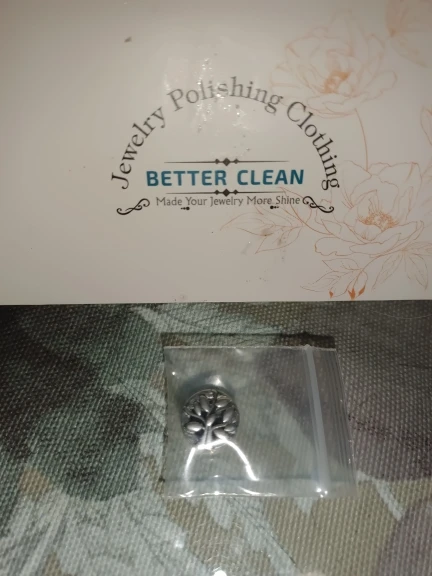 Jewelry Polishing Clothing
BETTER CLEAN
Made Your Jewelry More Shine